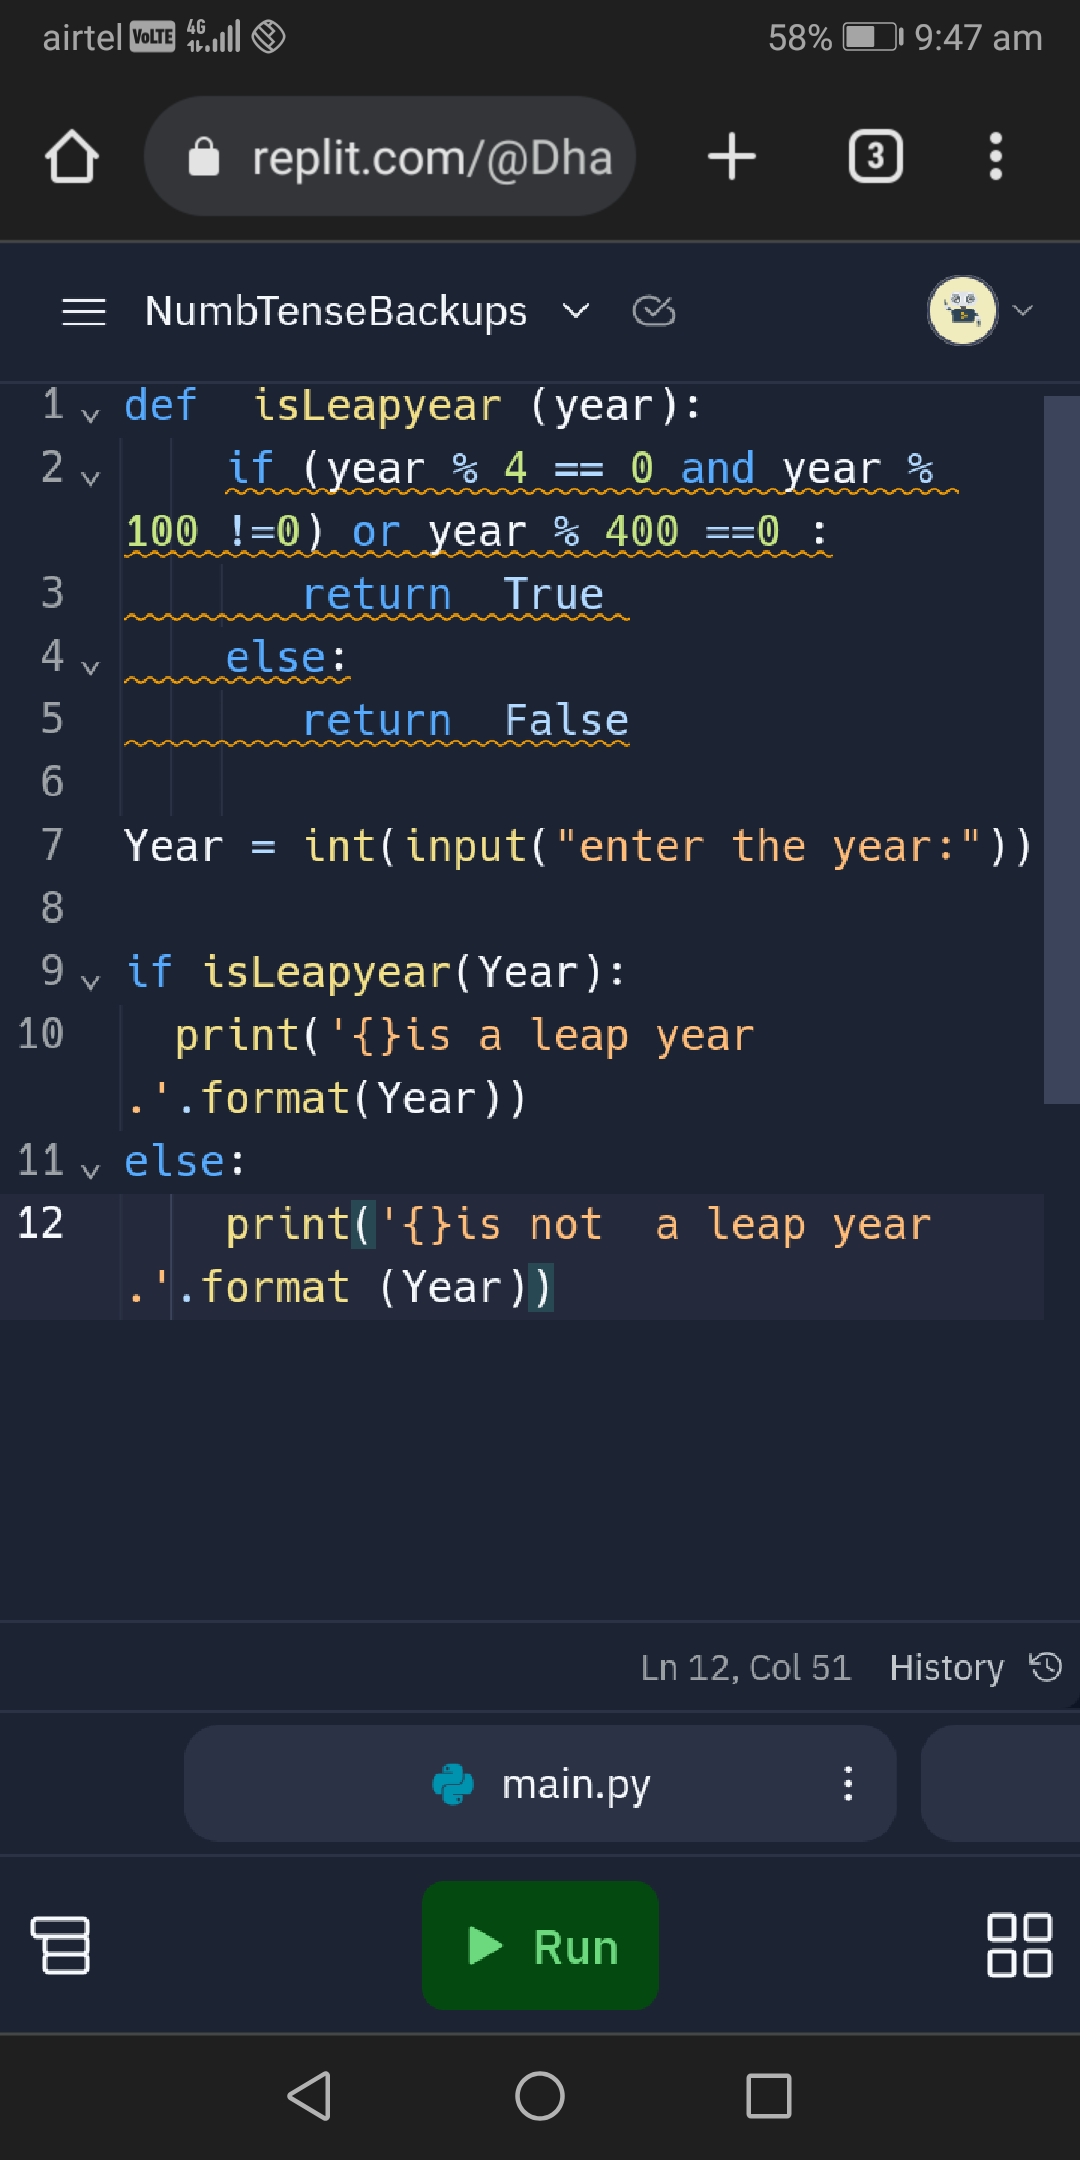 airtel VoLTE 4G 58% 9:47 am
replit.com/@Dha 3
NumbTenseBackups
1 def  isLeapyear (year):
2 if (year % 4 == 0 and year %
100 !=0) or year % 400 ==0 :
3 return  True
4 else:
5 return  False
6
7 Year = int(input("enter the year:"))
8
9 if isLeapyear(Year):
10 print('{}is a leap year
.'.format(Year))
11 else:
12 print('{}is not  a leap year
.'.format (Year))
Ln 12, Col 51 History
main.py
Run